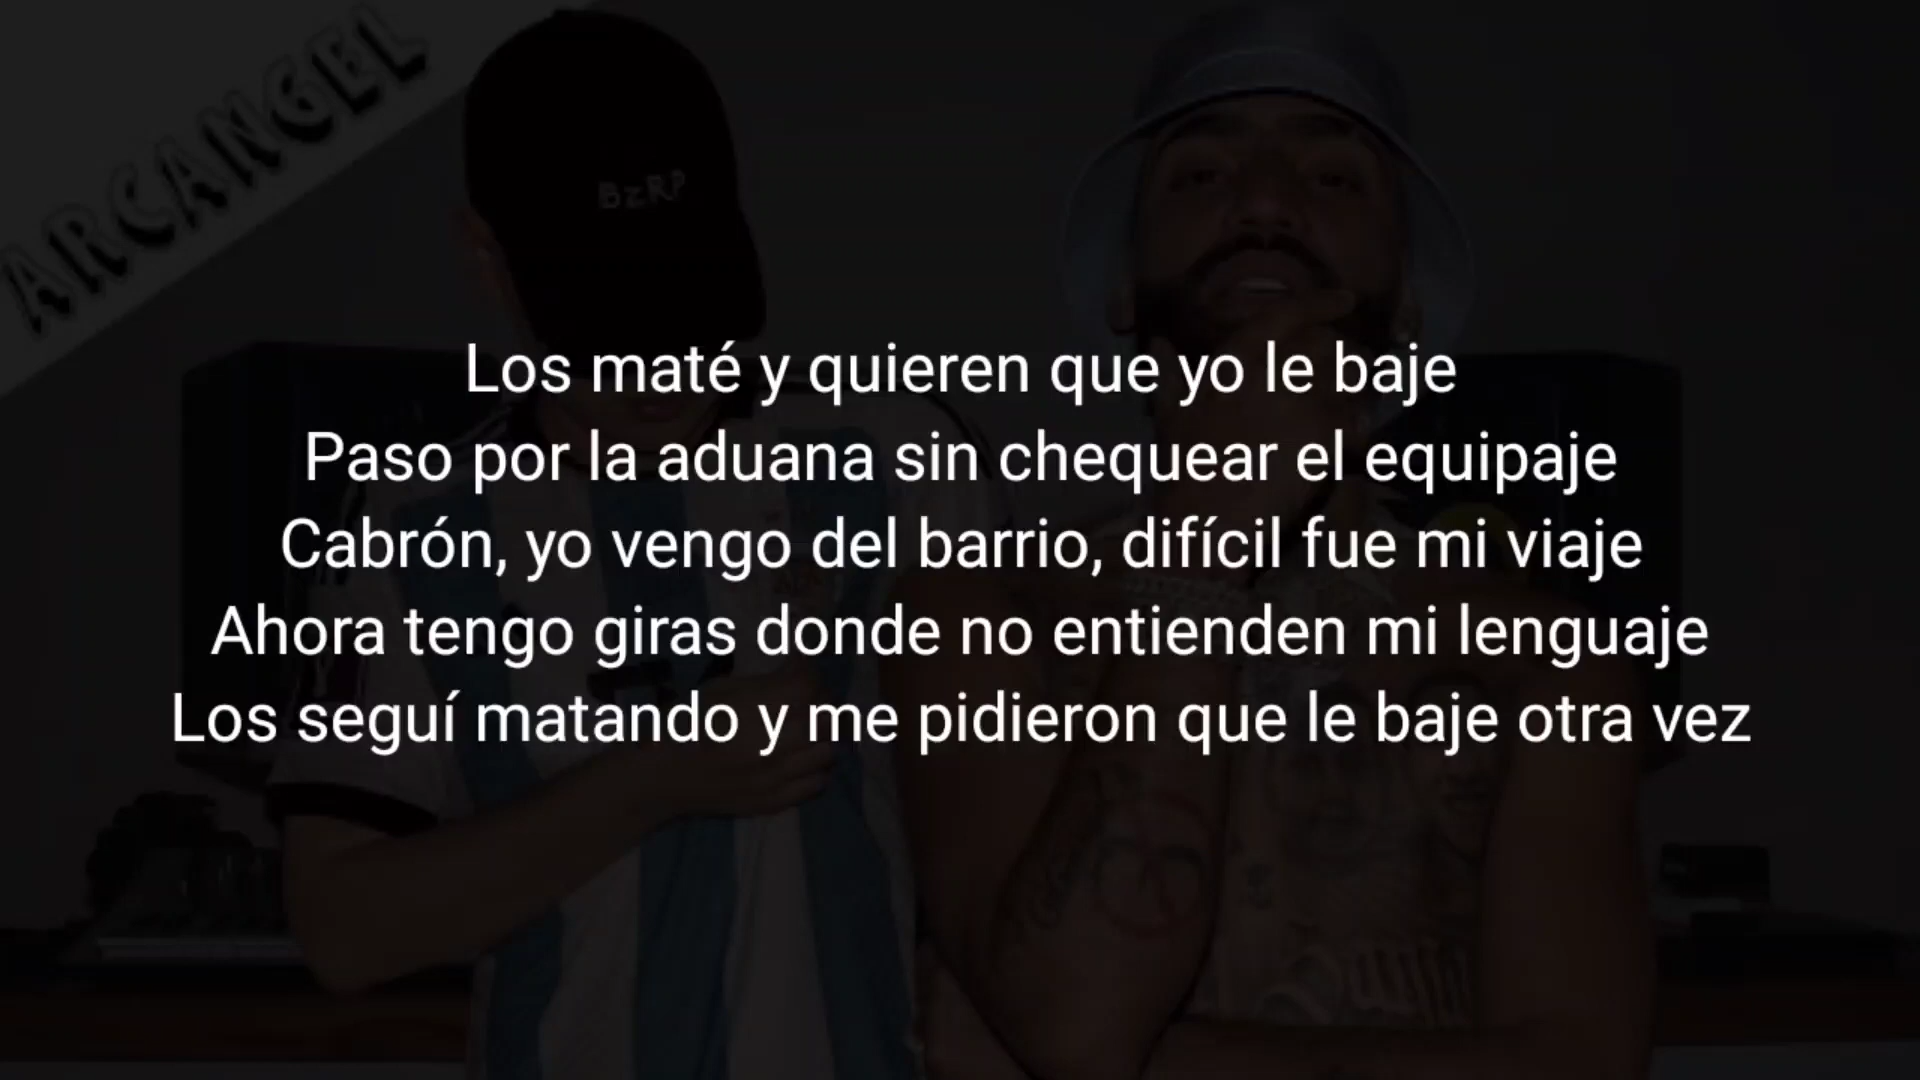 ARCANGEL
BZRP
Los maté y quieren que yo le baje
Paso por la aduana sin chequear el equipaje
Cabrón, yo vengo del barrio, difícil fue mi viaje
Ahora tengo giras donde no entienden mi lenguaje
Los seguí matando y me pidieron que le baje otra vez